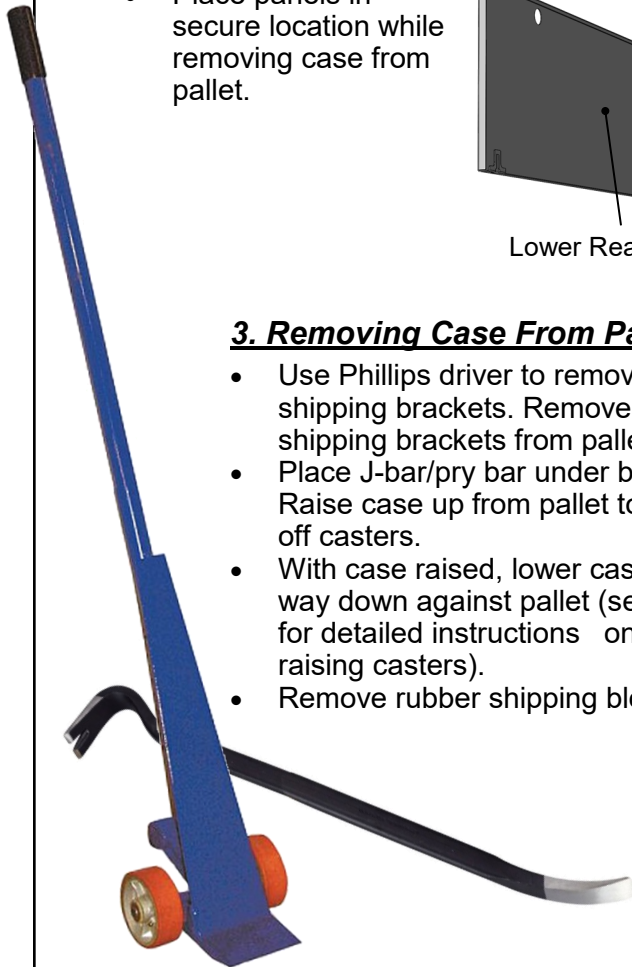 • Place panels in
secure location while
removing case from
pallet.
Lower Rea
3. Removing Case From Pa
• Use Phillips driver to remov
shipping brackets. Remove
shipping brackets from palle
• Place J-bar/pry bar under b
Raise case up from pallet to
off casters.
• With case raised, lower cas
way down against pallet (se
for detailed instructions on
raising casters).
• Remove rubber shipping blo